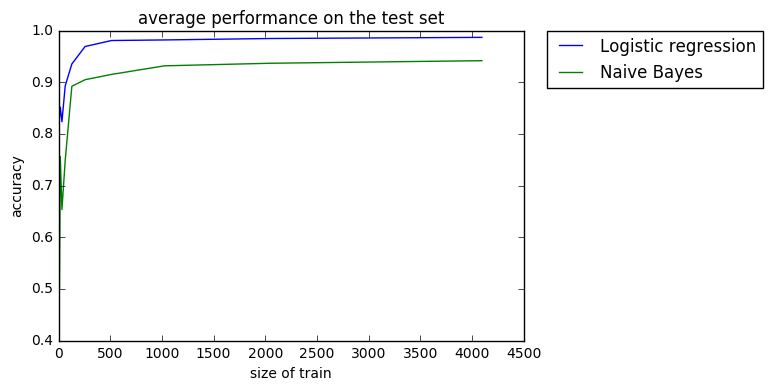 average performance on the test set
Logistic regression
Naive Bayes
accuracy
1.0
0.9
0.8
0.7
0.6
0.5
0.4
0 500 1000 1500 2000 2500 3000 3500 4000 4500
size of train